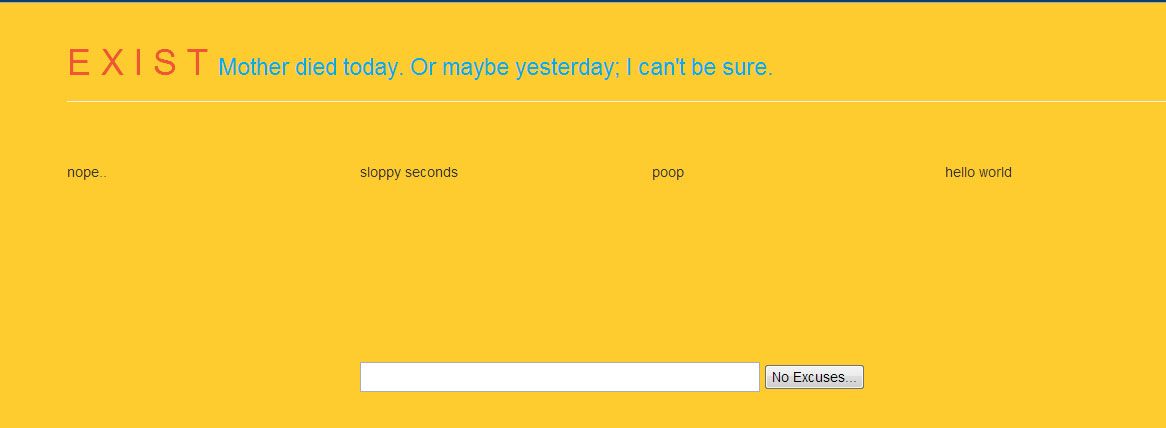 E X I S T Mother died today. Or maybe yesterday; I can't be sure.
nope.. sloppy seconds poop hello world
No Excuses...